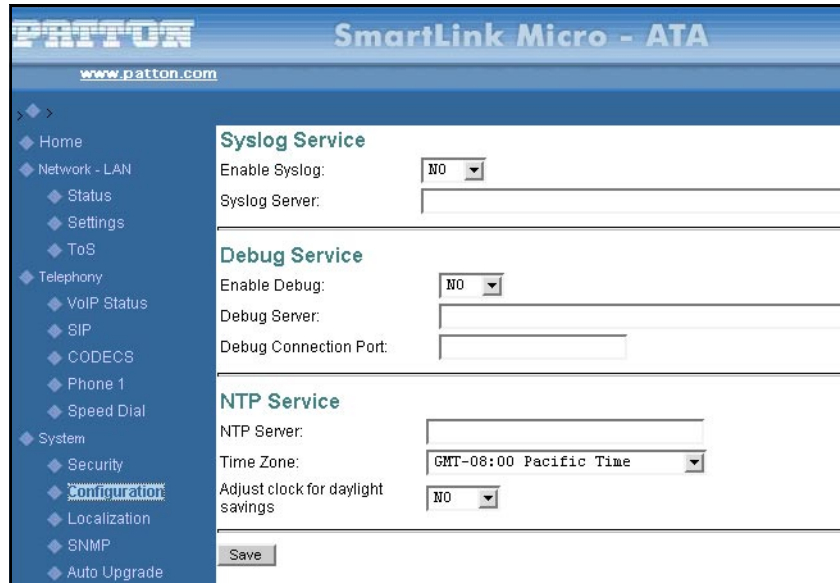 PATTON
SmartLink Micro - ATA
www.patton.com
> >
Home
Network - LAN
Status
Settings
ToS
Telephony
VoIP Status
SIP
CODECS
Phone 1
Speed Dial
System
Security
Configuration
Localization
SNMP
Auto Upgrade
Syslog Service
Enable Syslog: NO
Syslog Server:
Debug Service
Enable Debug: NO
Debug Server:
Debug Connection Port:
NTP Service
NTP Server:
Time Zone: GMT-08:00 Pacific Time
Adjust clock for daylight
savings NO
Save